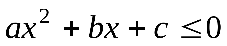 ax² + bx + c ≤0